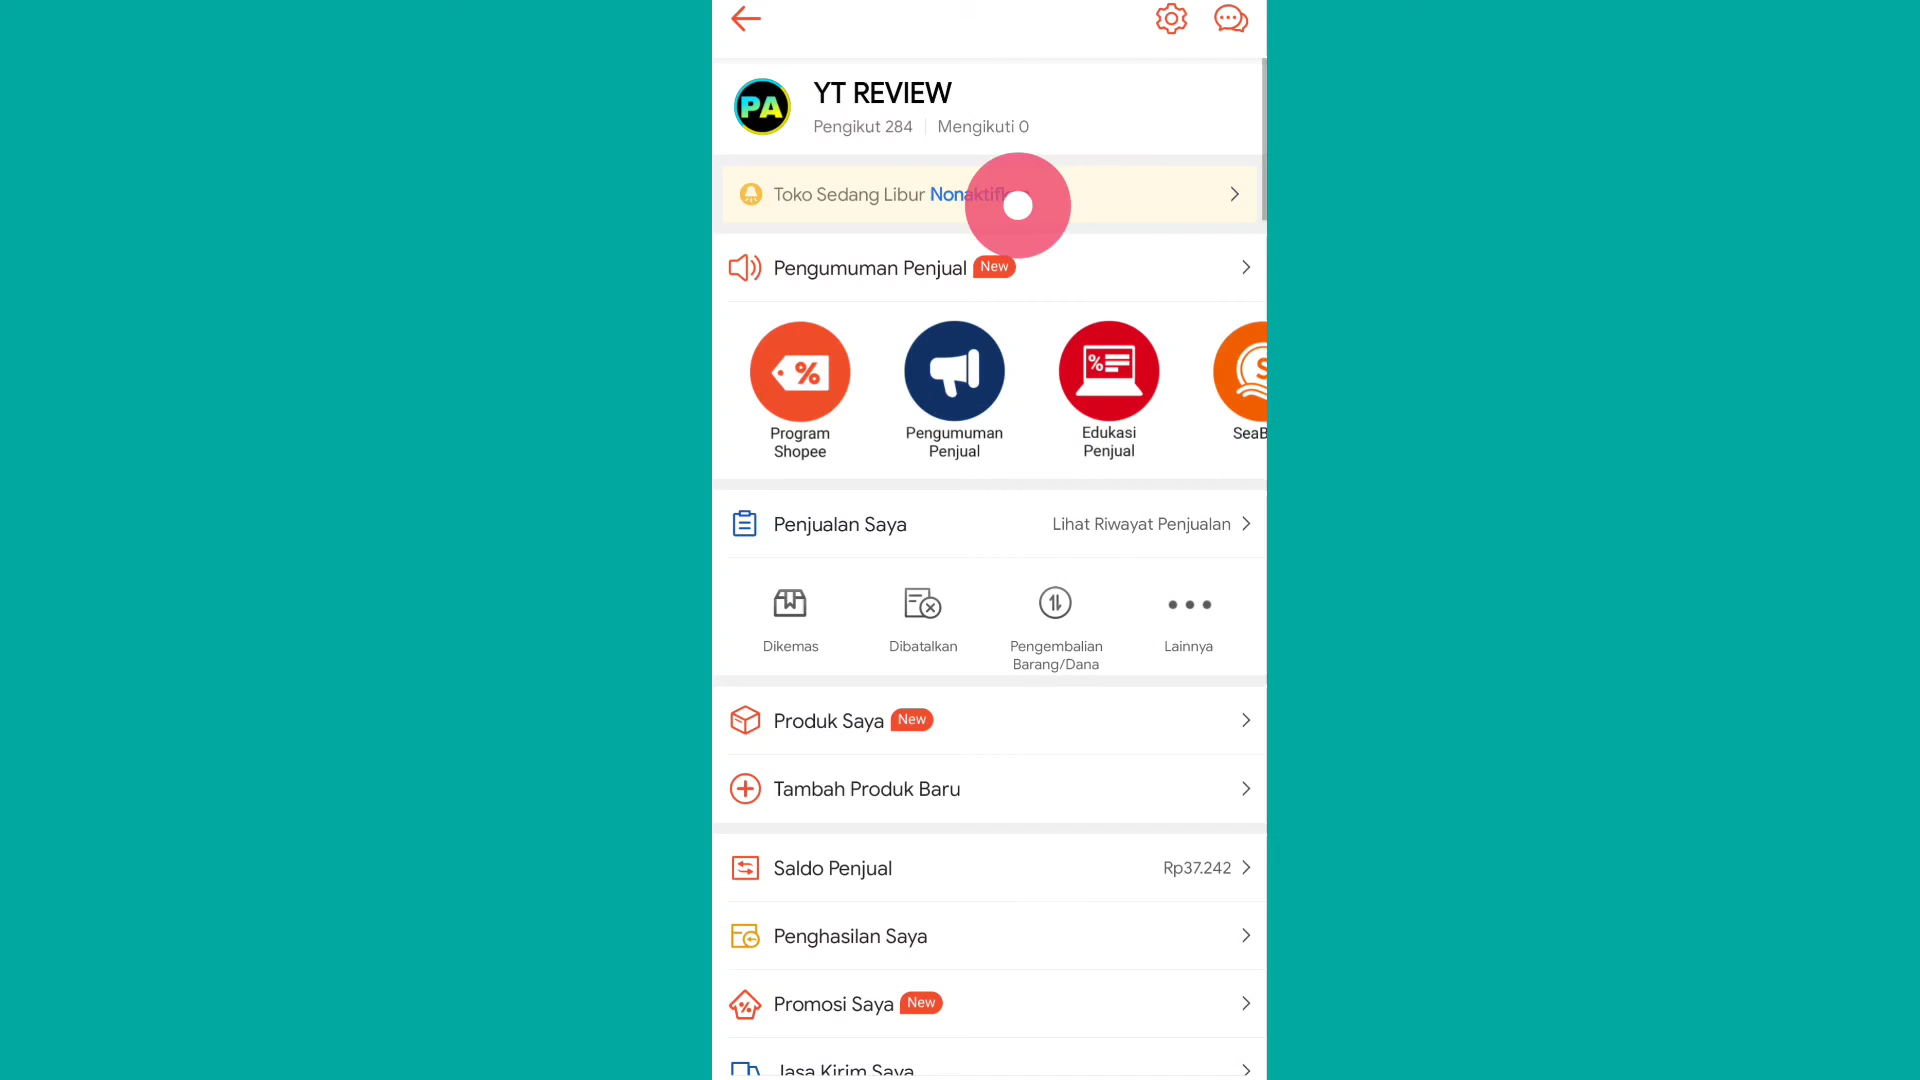 YT REVIEW
PA
Pengikut 284 Mengikuti 0
Toko Sedang Libur
Pengumuman Penjual New
Program
Shopee
Pengumuman
Penjual
Edukasi
Penjual
Penjualan Saya Lihat Riwayat Penjualan
Dikemas
Dibatalkan
Pengembalian
Barang/Dana
Lainnya
Produk Saya New
Tambah Produk Baru
Saldo Penjual Rp37.242
Penghasilan Saya
Promosi Saya New
Jasa Kirim Saya